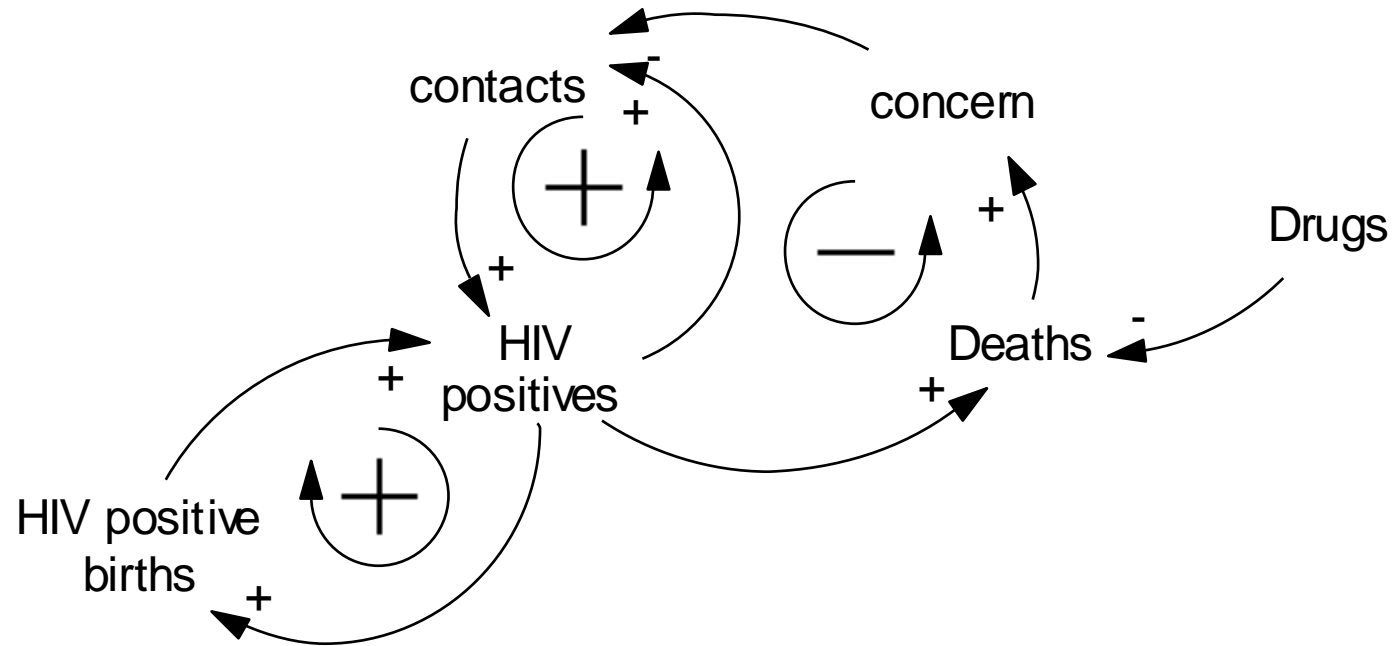 contacts
concern
-
+
+
Drugs
-
+
+
HIV
positives
Deaths
-
+
+
+
HIV positive
births
+